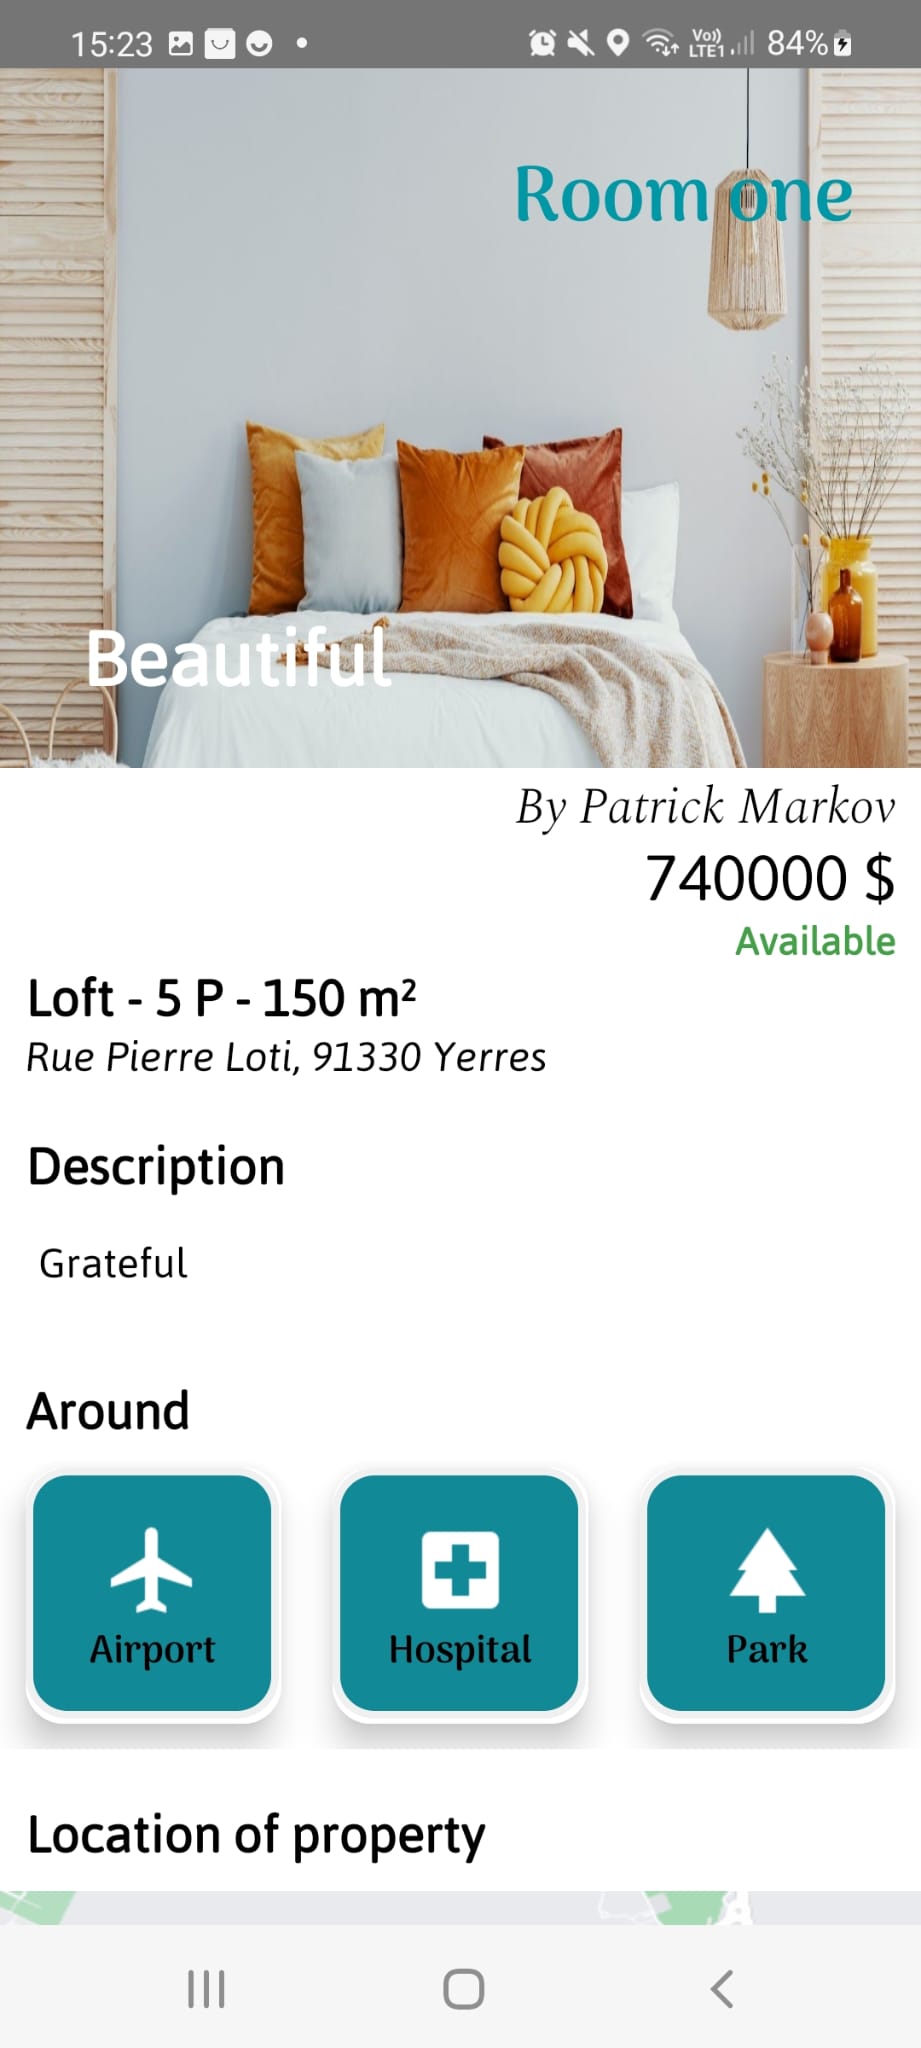 15:23
Vo))
LTE1
84%
Room one
Beautiful
By Patrick Markov
740000 $
Available
Loft - 5 P - 150 m²
Rue Pierre Loti, 91330 Yerres
Description
Grateful
Around
Airport Hospital Park
Location of property